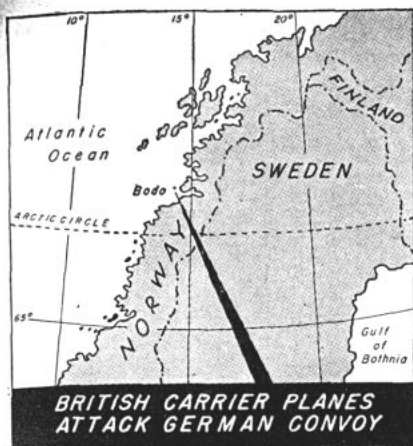 10° 15° 20°
FINLAND
Atlantic
Ocean
SWEDEN
Bodo
ARCTIC CIRCLE
NORWAY
65°
Gulf
of
Bothnia
BRITISH CARRIER PLANES
ATTACK GERMAN CONVOY